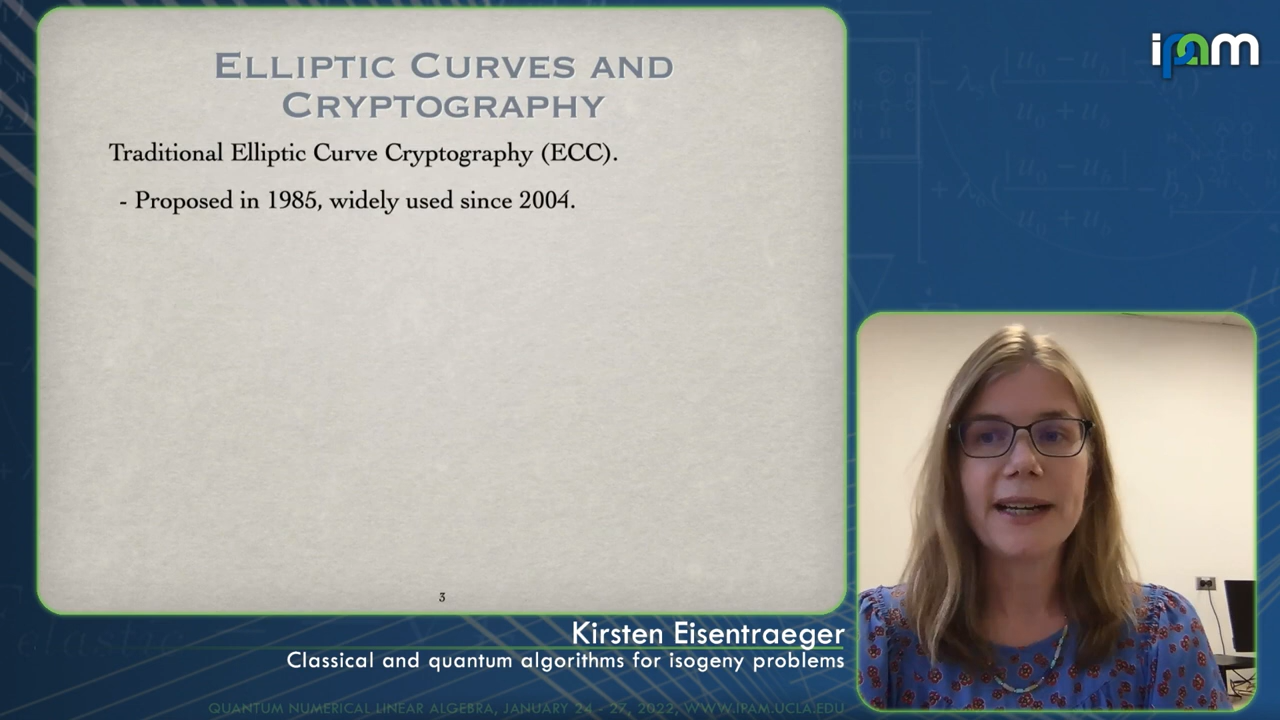 ELLIPTIC CURVES AND
CRYPTOGRAPHY
Traditional Elliptic Curve Cryptography (ECC).
- Proposed in 1985, widely used since 2004.
3
ipam
Kirsten Eisentraeger
Classical and quantum algorithms for isogeny problems
QUANTUM NUMERICAL LINEAR ALGEBRA, JANUARY 24 - 27, 2022, WWW.IPAM.UCLA.EDU